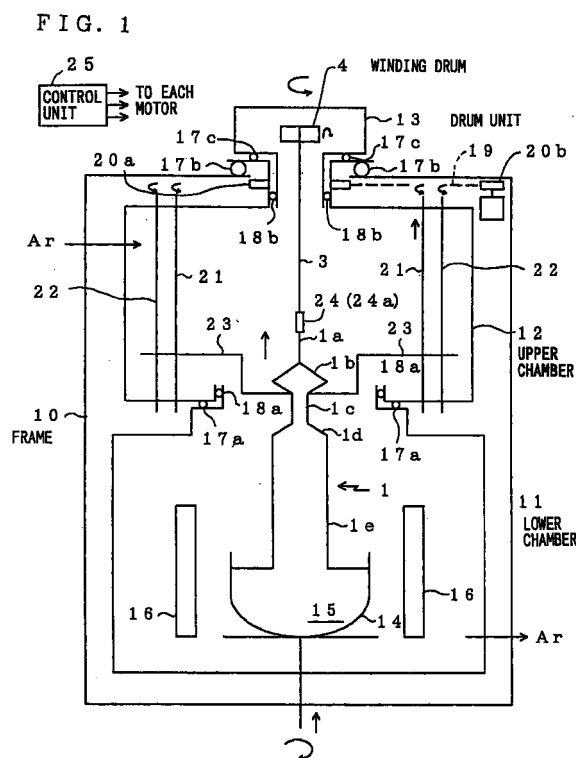 FIG. 1
25
CONTROL UNIT
TO EACH MOTOR
4 WINDING DRUM
13
17c 17c
DRUM UNIT
20a 17b 17b 19 20b
18b 18b
Ar
3
21 21 22
22
24 (24a)
23 1a 23
12
UPPER CHAMBER
1b 18a
10
FRAME
18a 1c
17a 1d 17a
1
11
LOWER CHAMBER
1e
16 15 14 16
Ar